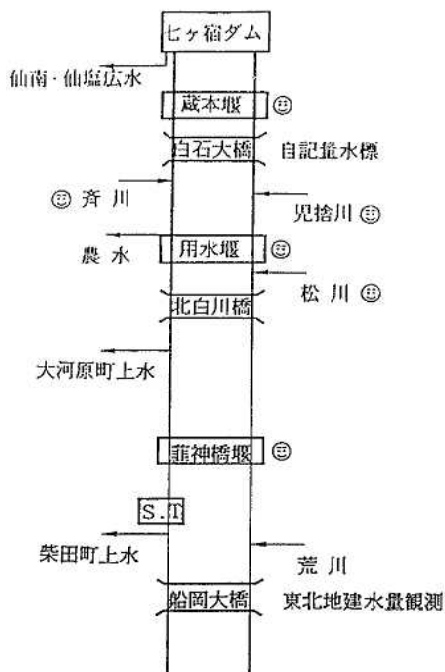 七ヶ宿ダム
仙南・仙塩広水
蔵本堰
白石大橋 自記量水標
斉川
児捨川
農水 用水堰
松川
北白川橋
大河原町上水
韮神橋堰
S.T
柴田町上水
荒川
船岡大橋 東北地建水量観測